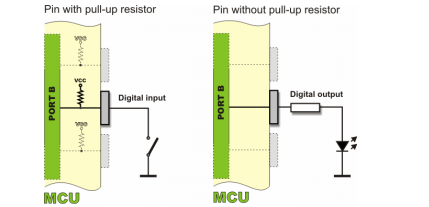 Pin with pull-up resistor
Pin without pull-up resistor
vcc
vcc
PORT B
Digital input
vcc
MCU
PORT B
Digital output
MCU